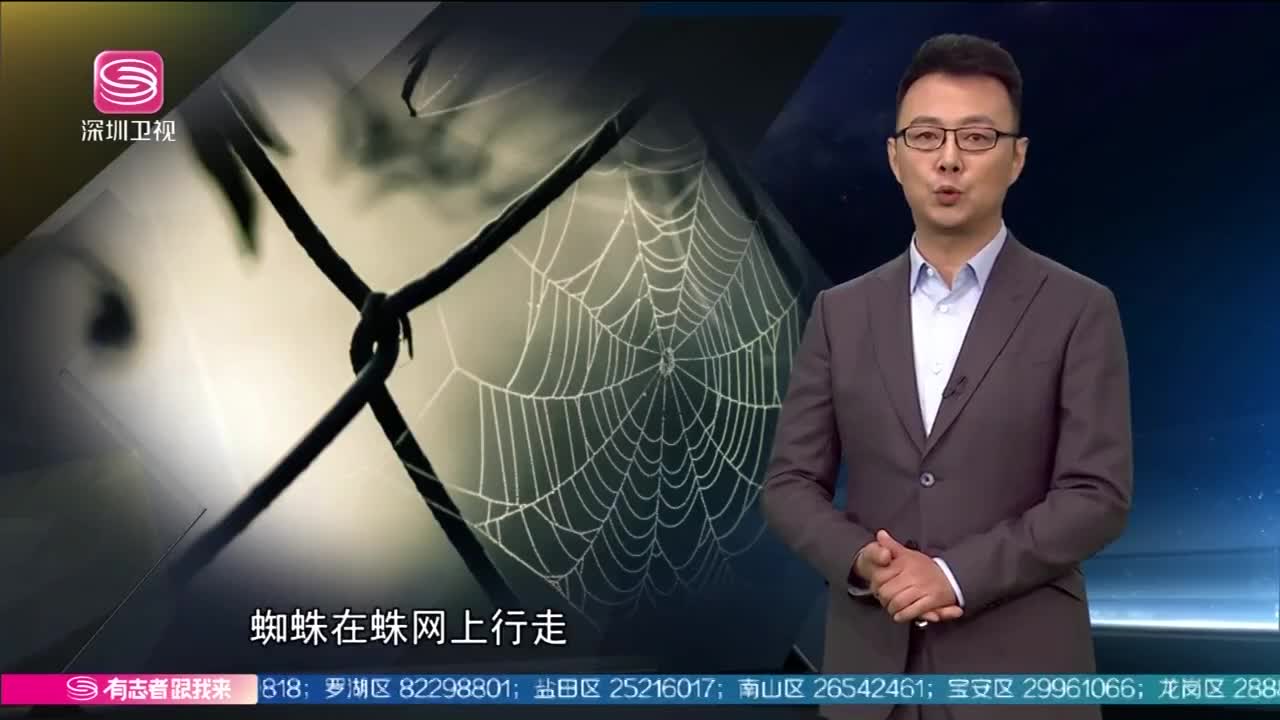 深圳卫视
蜘蛛在蛛网上行走
有志者跟我来
818；罗湖区 82298801；盐田区 25216017；南山区 26542461；宝安区 29961066；龙岗区 2888